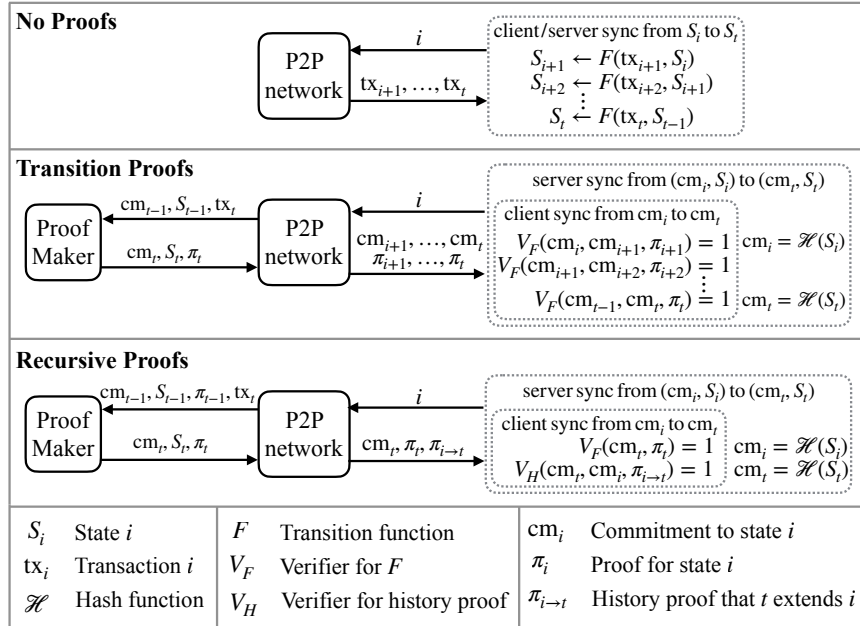 No Proofs
P2P
network
i
tx_{i+1}, …, tx_t
client/server sync from S_i to S_t
S_{i+1} ← F(tx_{i+1}, S_i)
S_{i+2} ← F(tx_{i+2}, S_{i+1})
⋮
S_t ← F(tx_t, S_{t-1})
Transition Proofs
Proof
Maker
cm_{t-1}, S_{t-1}, tx_t
cm_t, S_t, π_t
P2P
network
i
cm_{i+1}, …, cm_t
π_{i+1}, …, π_t
server sync from (cm_i, S_i) to (cm_t, S_t)
client sync from cm_i to cm_t
V_F(cm_i, cm_{i+1}, π_{i+1}) = 1 cm_i = ℋ(S_i)
V_F(cm_{i+1}, cm_{i+2}, π_{i+2}) = 1
⋮
V_F(cm_{t-1}, cm_t, π_t) = 1 cm_t = ℋ(S_t)
Recursive Proofs
Proof
Maker
cm_{t-1}, S_{t-1}, π_{t-1}, tx_t
cm_t, S_t, π_t
P2P
network
i
cm_t, π_t, π_{i→t}
server sync from (cm_i, S_i) to (cm_t, S_t)
client sync from cm_i to cm_t
V_F(cm_t, π_t) = 1 cm_i = ℋ(S_i)
V_H(cm_t, cm_i, π_{i→t}) = 1 cm_t = ℋ(S_t)
S_i State i
tx_i Transaction i
ℋ Hash function
F Transition function
V_F Verifier for F
V_H Verifier for history proof
cm_i Commitment to state i
π_i Proof for state i
π_{i→t} History proof that t extends i